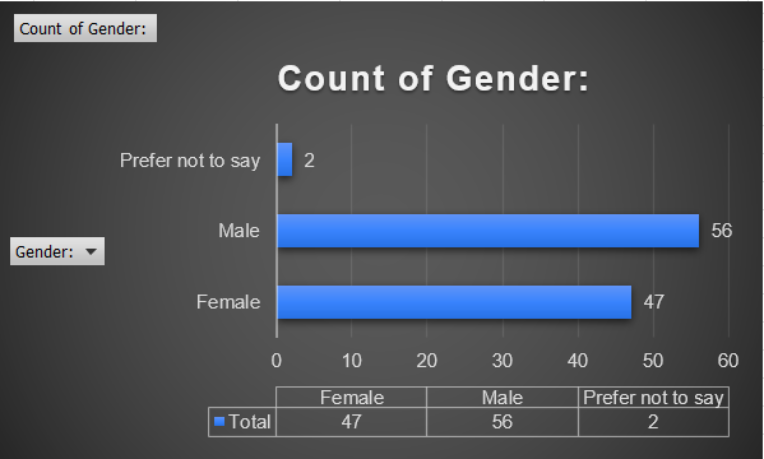 Count of Gender:
Count of Gender:
Prefer not to say 2
Male 56
Gender:
Female 47
0 10 20 30 40 50 60
Female Male Prefer not to say
Total 47 56 2